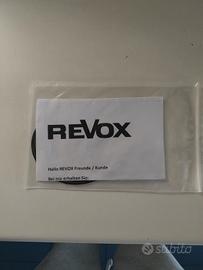 REVOX
Hallo REVOX Freunde / Kunde
Bei mir erhalten Sie:
subito